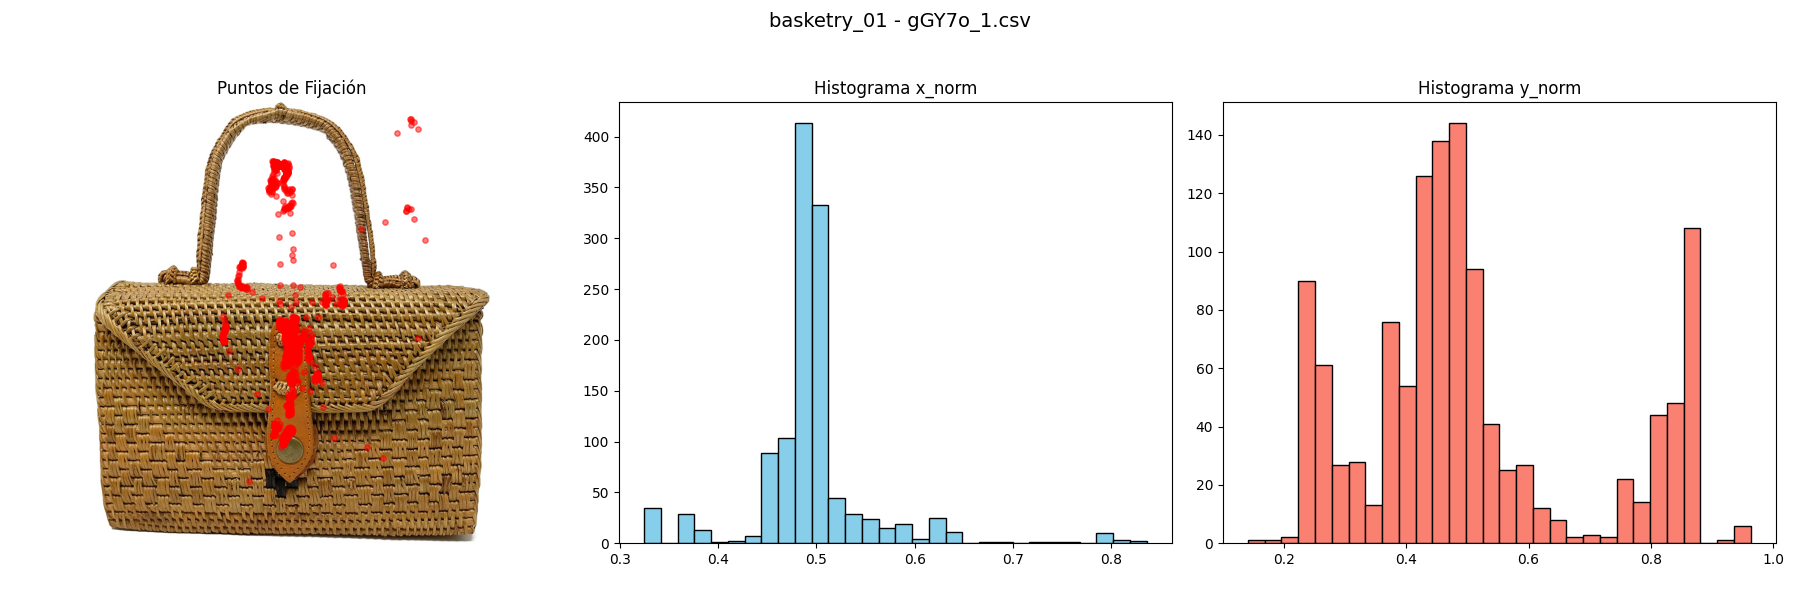 basketry_01 - gGY7o_1.csv
Puntos de Fijación
Histograma x_norm
Histograma y_norm
400
350
300
250
200
150
100
50
0
0.3 0.4 0.5 0.6 0.7 0.8
140
120
100
80
60
40
20
0
0.2 0.4 0.6 0.8 1.0